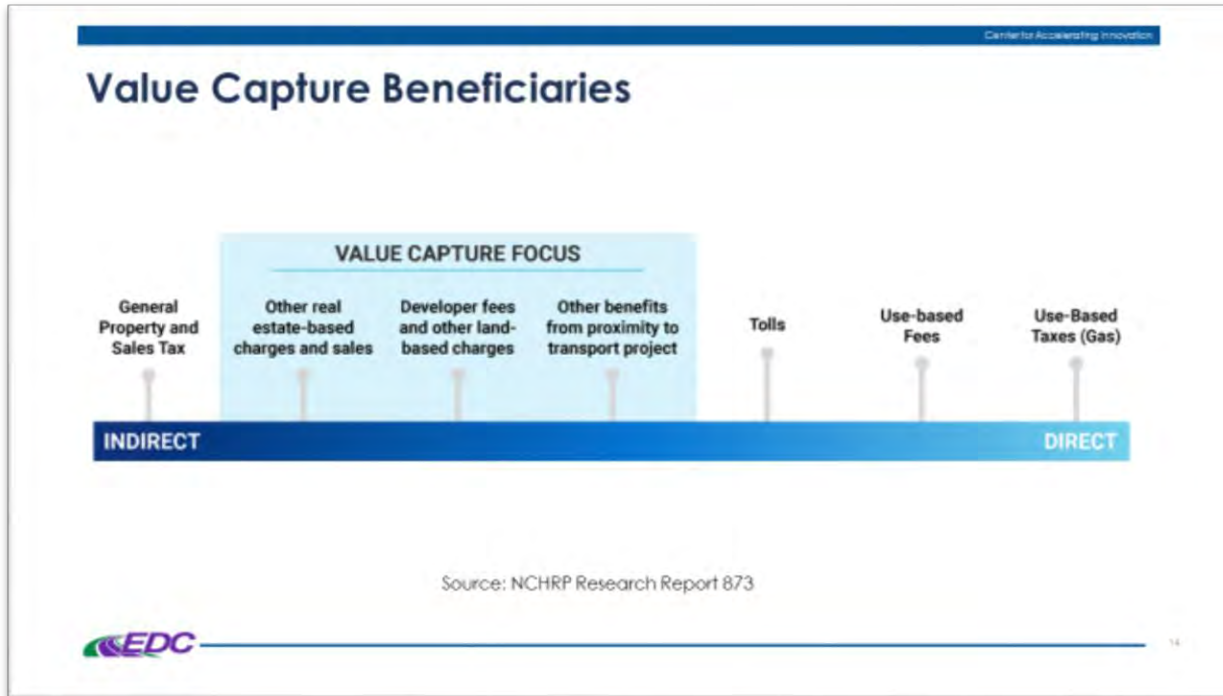 Center for Accelerating Innovation
Value Capture Beneficiaries
VALUE CAPTURE FOCUS
General
Property and
Sales Tax
Other real
estate-based
charges and sales
Developer fees
and other land-
based charges
Other benefits
from proximity to
transport project
Tolls
Use-based
Fees
Use-Based
Taxes (Gas)
INDIRECT
DIRECT
Source: NCHRP Research Report 873
EDC
14